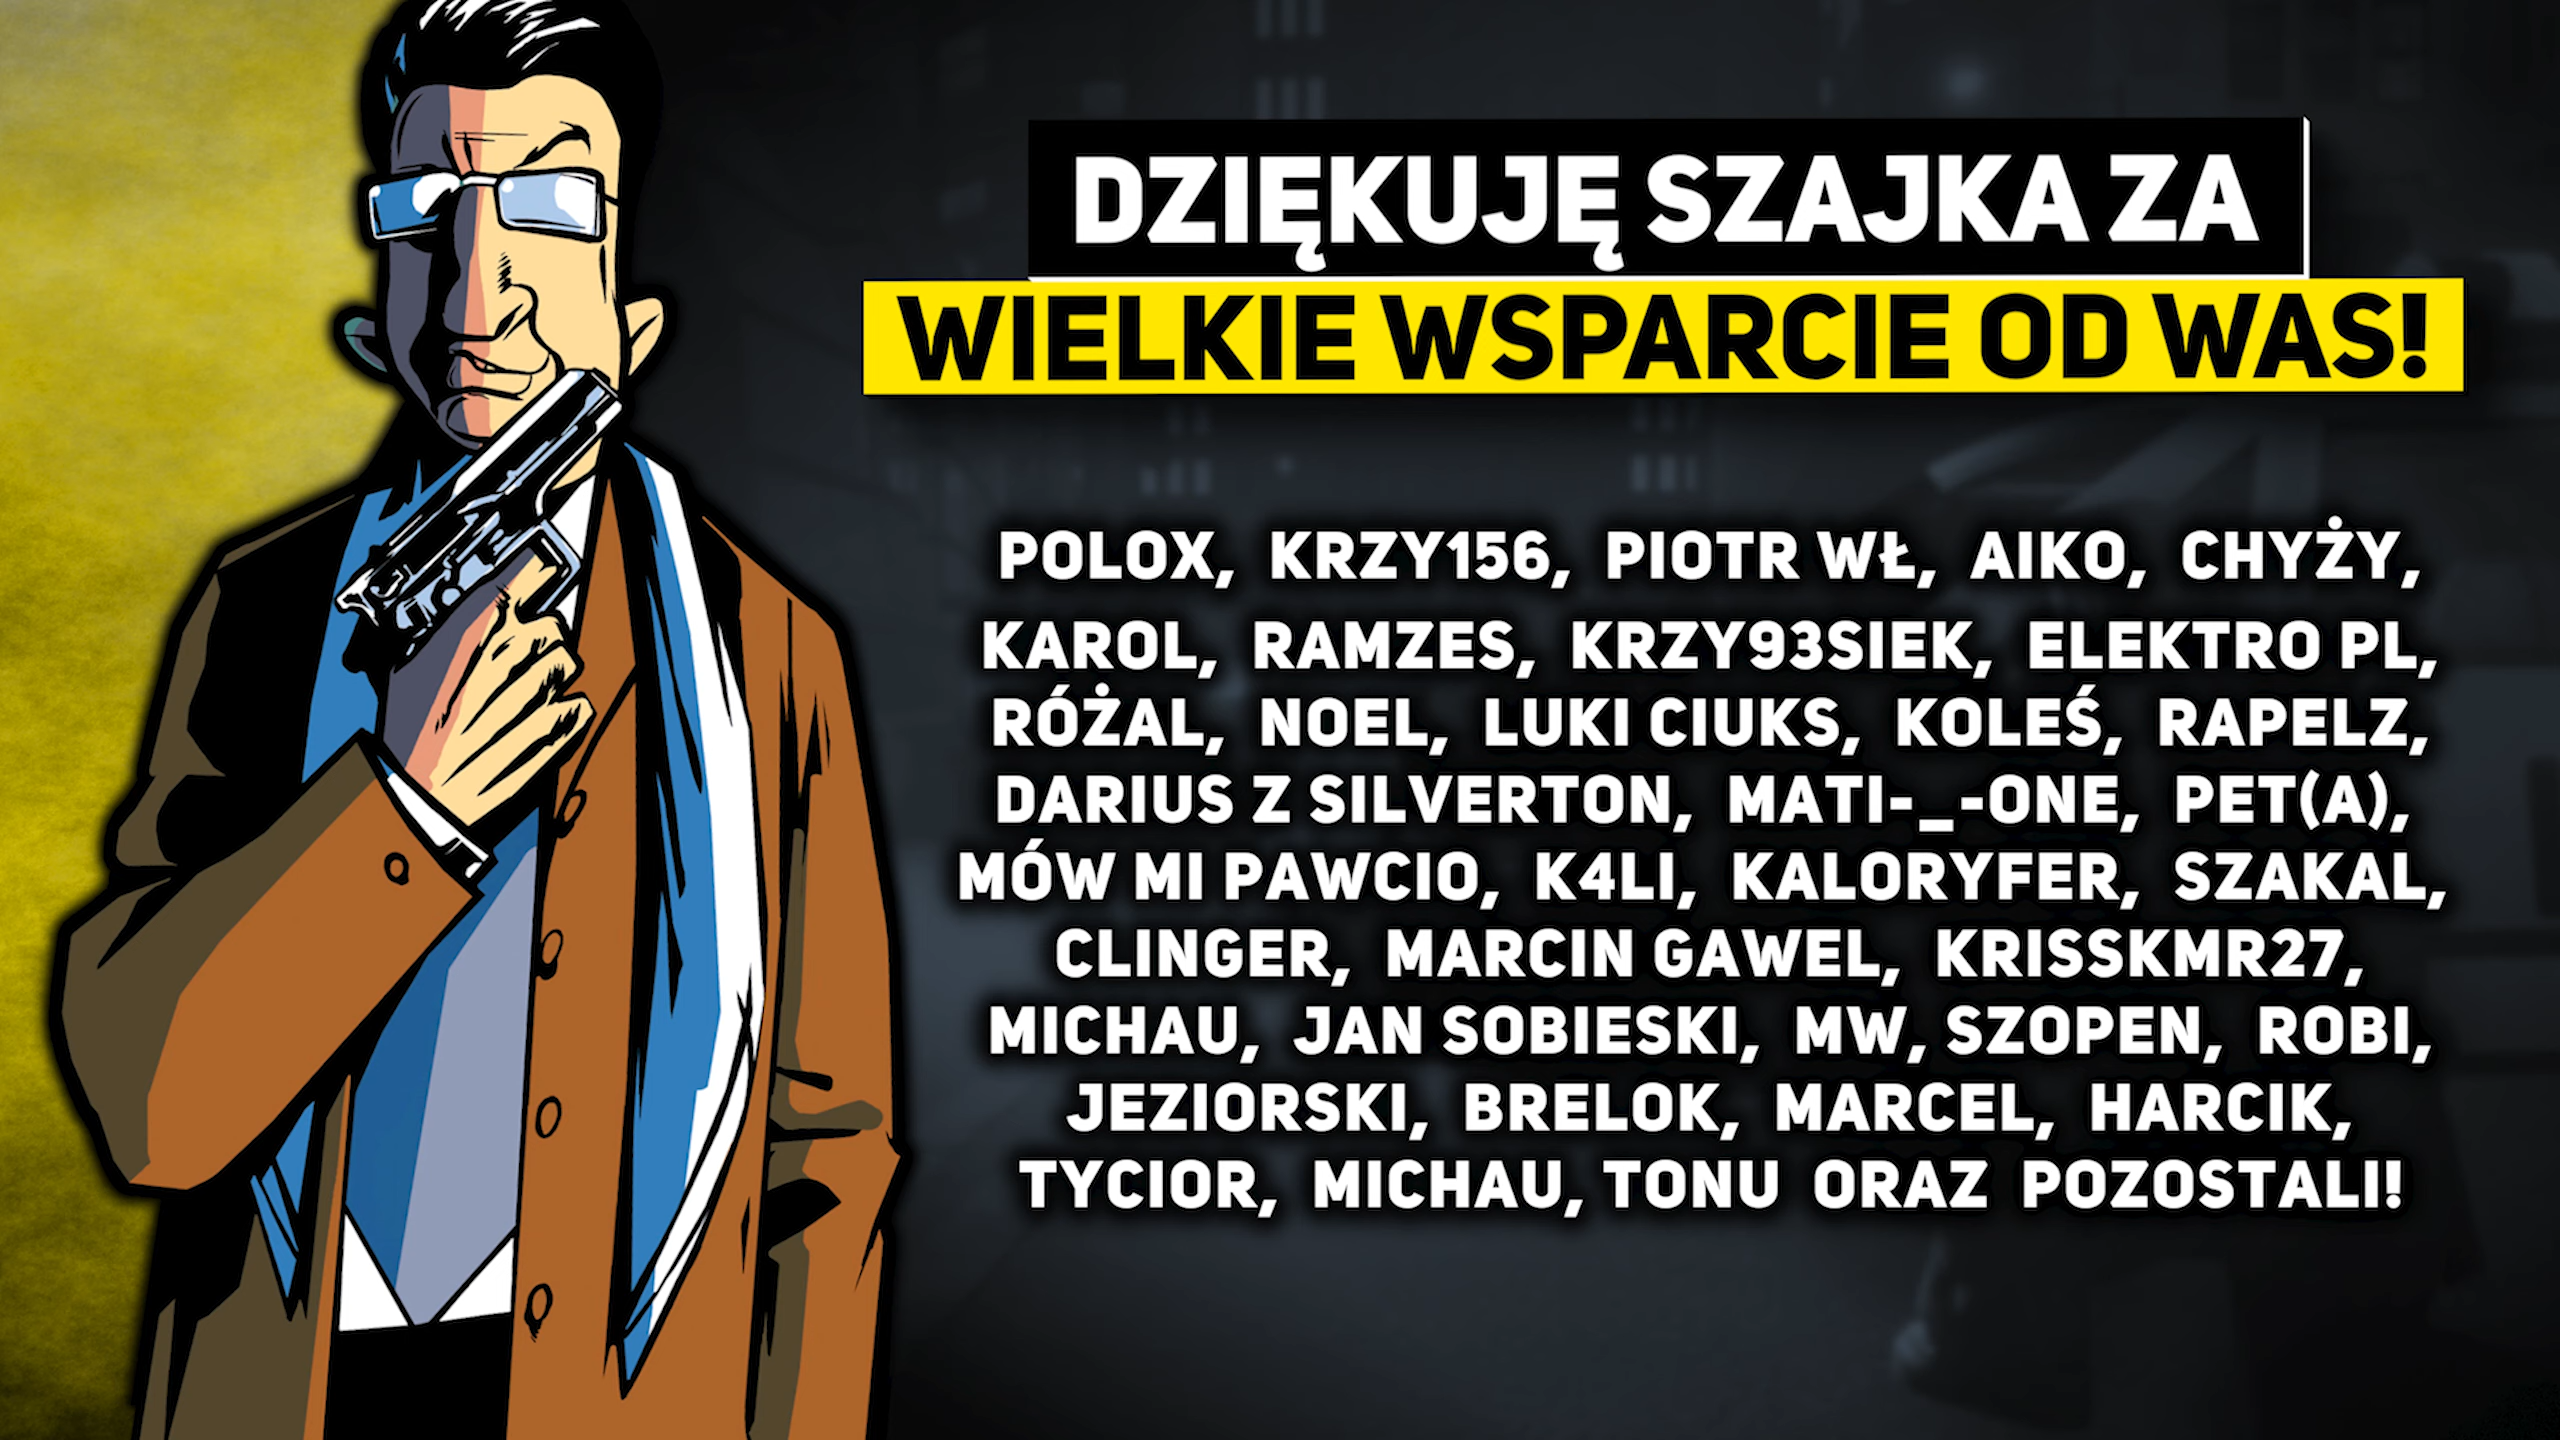 DZIĘKUJĘ SZAJKA ZA
WIELKIE WSPARCIE OD WAS!
POLOX, KRZY156, PIOTR WŁ, AIKO, CHYŻY,
KAROL, RAMZES, KRZY93SIEK, ELEKTRO PL,
RÓŻAL, NOEL, LUKI CIUKS, KOLEŚ, RAPELZ,
DARIUS Z SILVERTON, MATI-_-ONE, PET(A),
MÓW MI PAWCIO, K4LI, KALORYFER, SZAKAL,
CLINGER, MARCIN GAWEL, KRISSKMR27,
MICHAU, JAN SOBIESKI, MW, SZOPEN, ROBI,
JEZIORSKI, BRELOK, MARCEL, HARCIK,
TYCIOR, MICHAU, TONU ORAZ POZOSTALI!